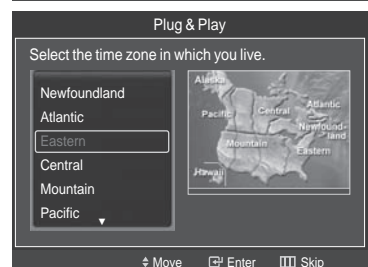 Plug & Play
Select the time zone in which you live.
Newfoundland
Atlantic
Eastern
Central
Mountain
Pacific
Alaska
Pacific
Central
Atlantic
Newfound-
land
Mountain
Eastern
Hawaii
Move Enter Skip